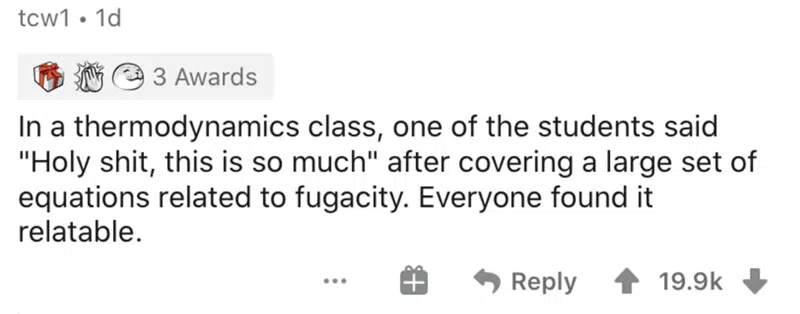 tcw1 • 1d
3 Awards
In a thermodynamics class, one of the students said
"Holy shit, this is so much" after covering a large set of
equations related to fugacity. Everyone found it
relatable.
... Reply 19.9k